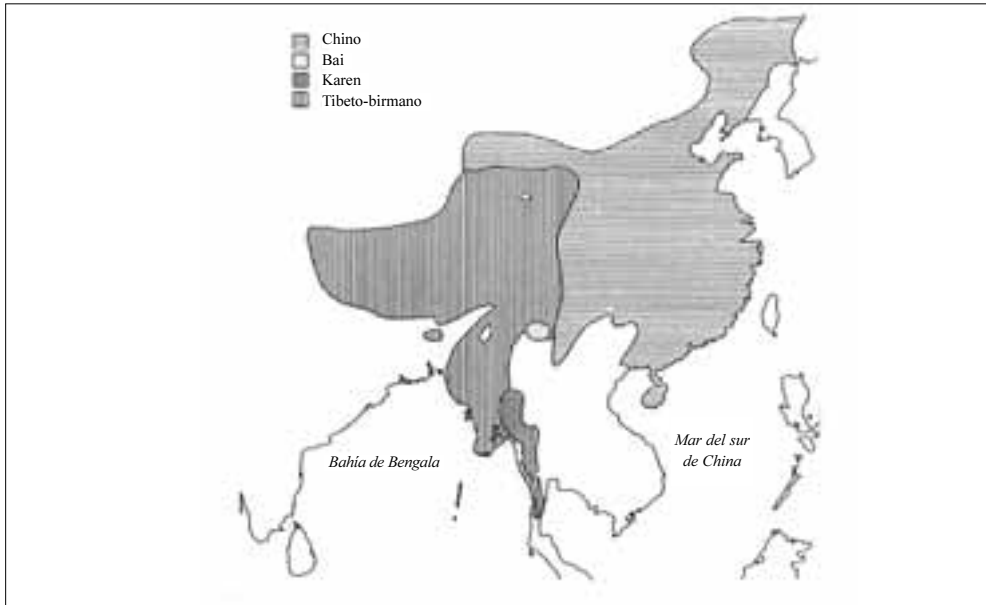 Chino
Bai
Karen
Tibeto-birmano
Bahía de Bengala
Mar del sur
de China